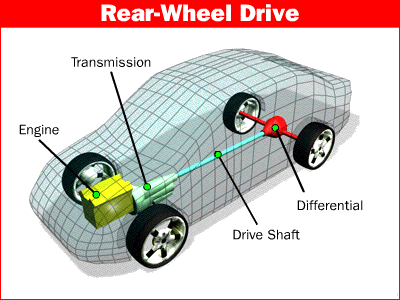 Rear-Wheel Drive
Transmission
Engine
Differential
Drive Shaft